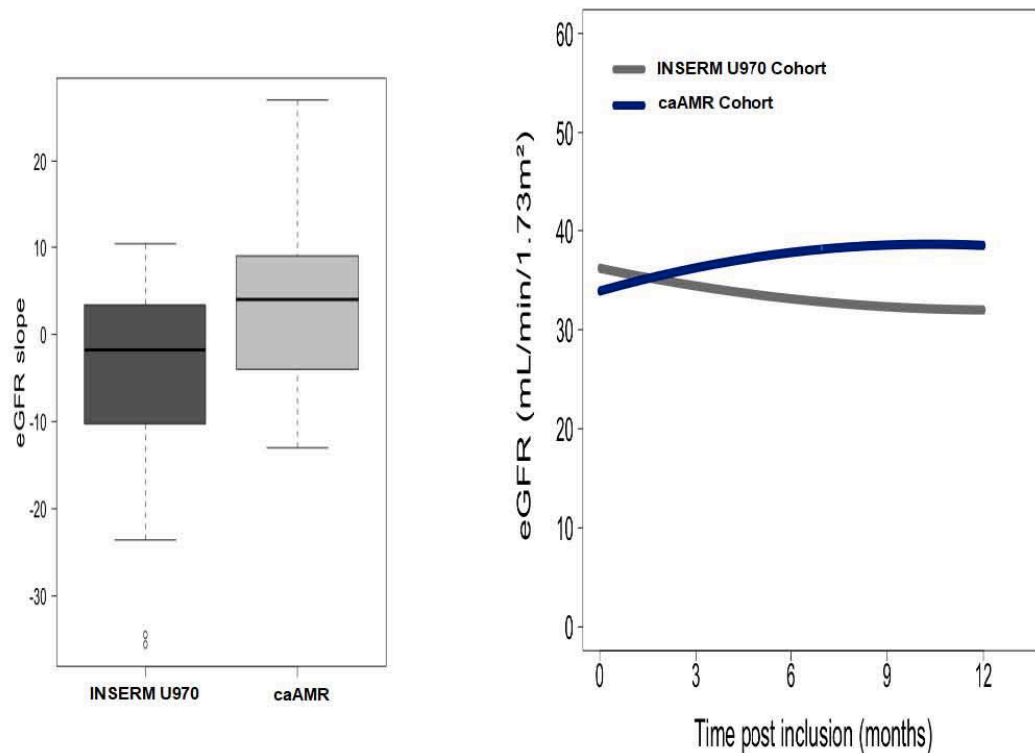 eGFR slope
20
10
0
-10
-20
-30
INSERM U970
caAMR
eGFR (mL/min/1.73m²)
60
50
40
30
20
10
0
INSERM U970 Cohort
caAMR Cohort
0
3
6
9
12
Time post inclusion (months)